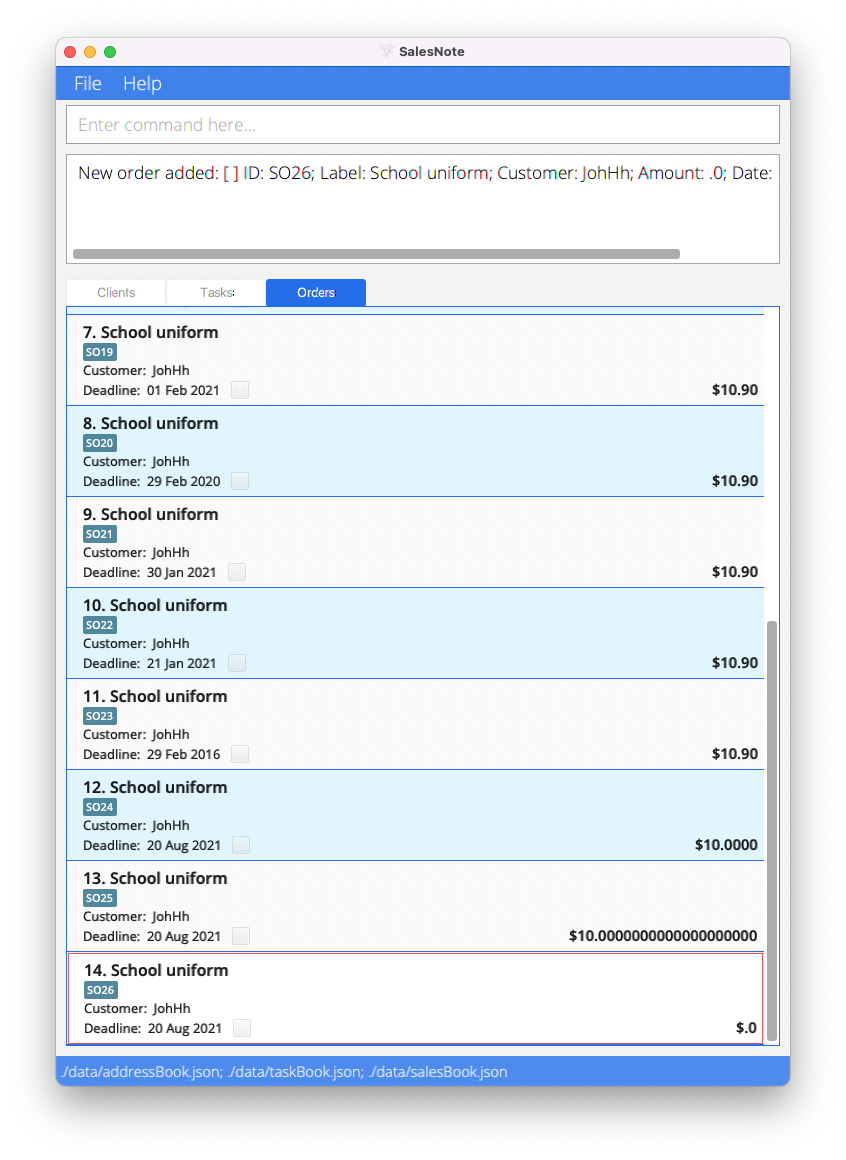 SalesNote
File Help
Enter command here...
New order added: [ ] ID: SO26; Label: School uniform; Customer: JohHh; Amount: .0; Date:
Clients Tasks Orders
7. School uniform
SO19
Customer: JohHh
Deadline: 01 Feb 2021 $10.90
8. School uniform
SO20
Customer: JohHh
Deadline: 29 Feb 2020 $10.90
9. School uniform
SO21
Customer: JohHh
Deadline: 30 Jan 2021 $10.90
10. School uniform
SO22
Customer: JohHh
Deadline: 21 Jan 2021 $10.90
11. School uniform
SO23
Customer: JohHh
Deadline: 29 Feb 2016 $10.90
12. School uniform
SO24
Customer: JohHh
Deadline: 20 Aug 2021 $10.0000
13. School uniform
SO25
Customer: JohHh
Deadline: 20 Aug 2021 $10.0000000000000000000
14. School uniform
SO26
Customer: JohHh
Deadline: 20 Aug 2021 $.0
./data/addressBook.json; ./data/taskBook.json; ./data/salesBook.json